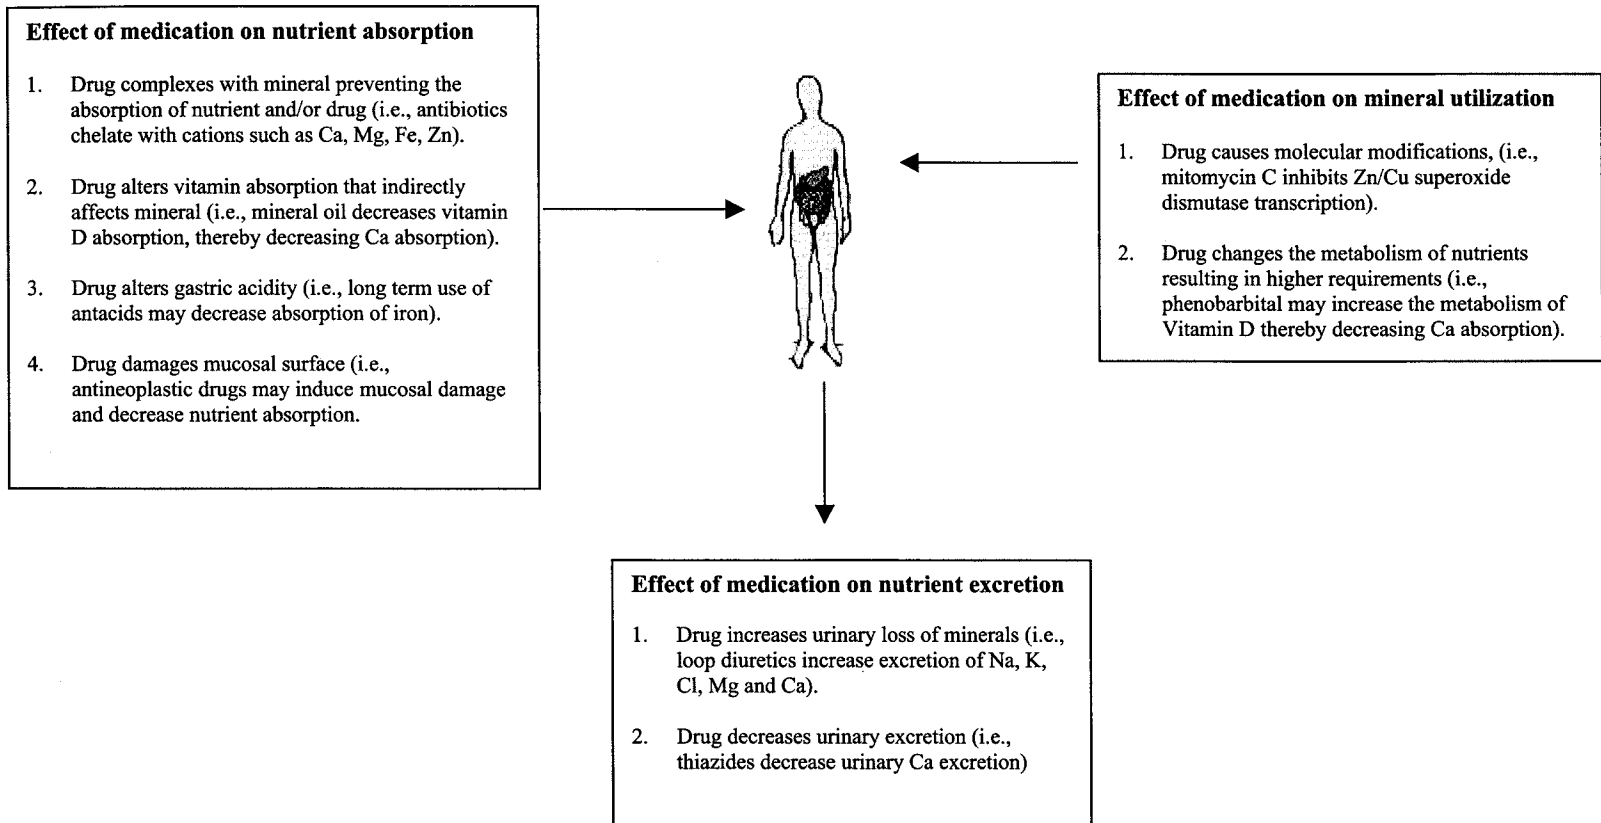 Effect of medication on nutrient absorption
1. Drug complexes with mineral preventing the
absorption of nutrient and/or drug (i.e., antibiotics
chelate with cations such as Ca, Mg, Fe, Zn).
2. Drug alters vitamin absorption that indirectly
affects mineral (i.e., mineral oil decreases vitamin
D absorption, thereby decreasing Ca absorption).
3. Drug alters gastric acidity (i.e., long term use of
antacids may decrease absorption of iron).
4. Drug damages mucosal surface (i.e.,
antineoplastic drugs may induce mucosal damage
and decrease nutrient absorption.
Effect of medication on mineral utilization
1. Drug causes molecular modifications, (i.e.,
mitomycin C inhibits Zn/Cu superoxide
dismutase transcription).
2. Drug changes the metabolism of nutrients
resulting in higher requirements (i.e.,
phenobarbital may increase the metabolism of
Vitamin D thereby decreasing Ca absorption).
Effect of medication on nutrient excretion
1. Drug increases urinary loss of minerals (i.e.,
loop diuretics increase excretion of Na, K,
Cl, Mg and Ca).
2. Drug decreases urinary excretion (i.e.,
thiazides decrease urinary Ca excretion)